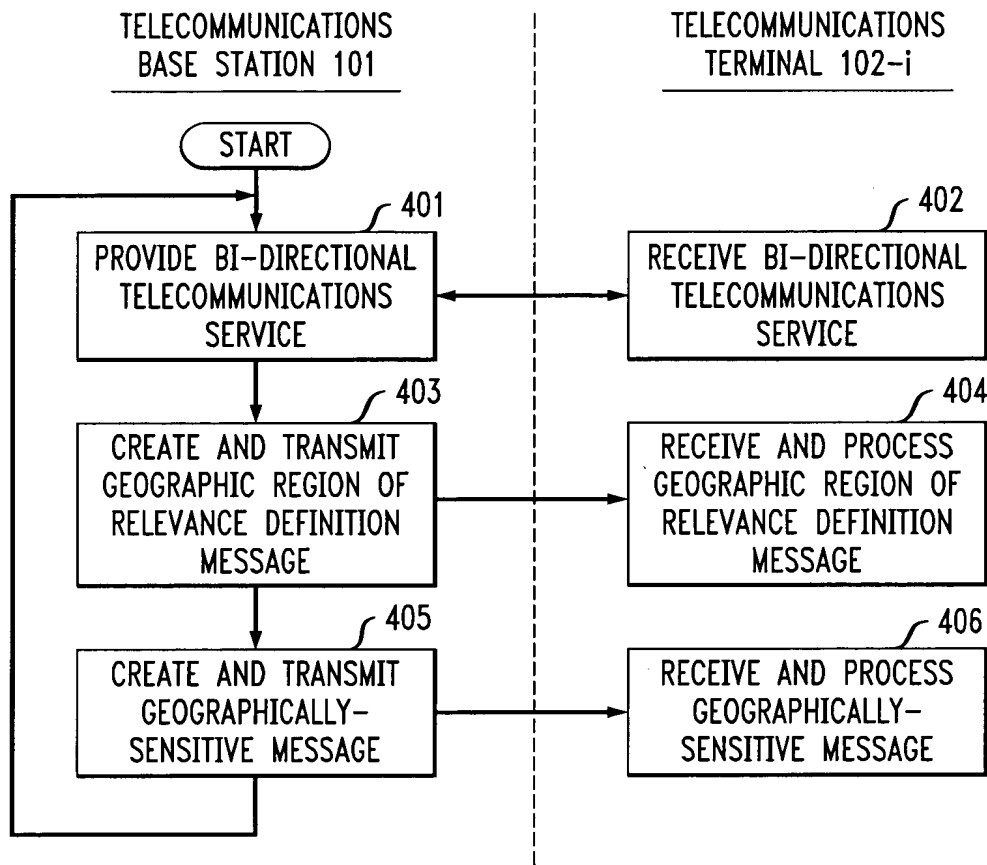 TELECOMMUNICATIONS
BASE STATION 101
TELECOMMUNICATIONS
TERMINAL 102-i
START
401
PROVIDE BI-DIRECTIONAL
TELECOMMUNICATIONS
SERVICE
402
RECEIVE BI-DIRECTIONAL
TELECOMMUNICATIONS
SERVICE
403
CREATE AND TRANSMIT
GEOGRAPHIC REGION OF
RELEVANCE DEFINITION
MESSAGE
404
RECEIVE AND PROCESS
GEOGRAPHIC REGION OF
RELEVANCE DEFINITION
MESSAGE
405
CREATE AND TRANSMIT
GEOGRAPHICALLY-
SENSITIVE MESSAGE
406
RECEIVE AND PROCESS
GEOGRAPHICALLY-
SENSITIVE MESSAGE